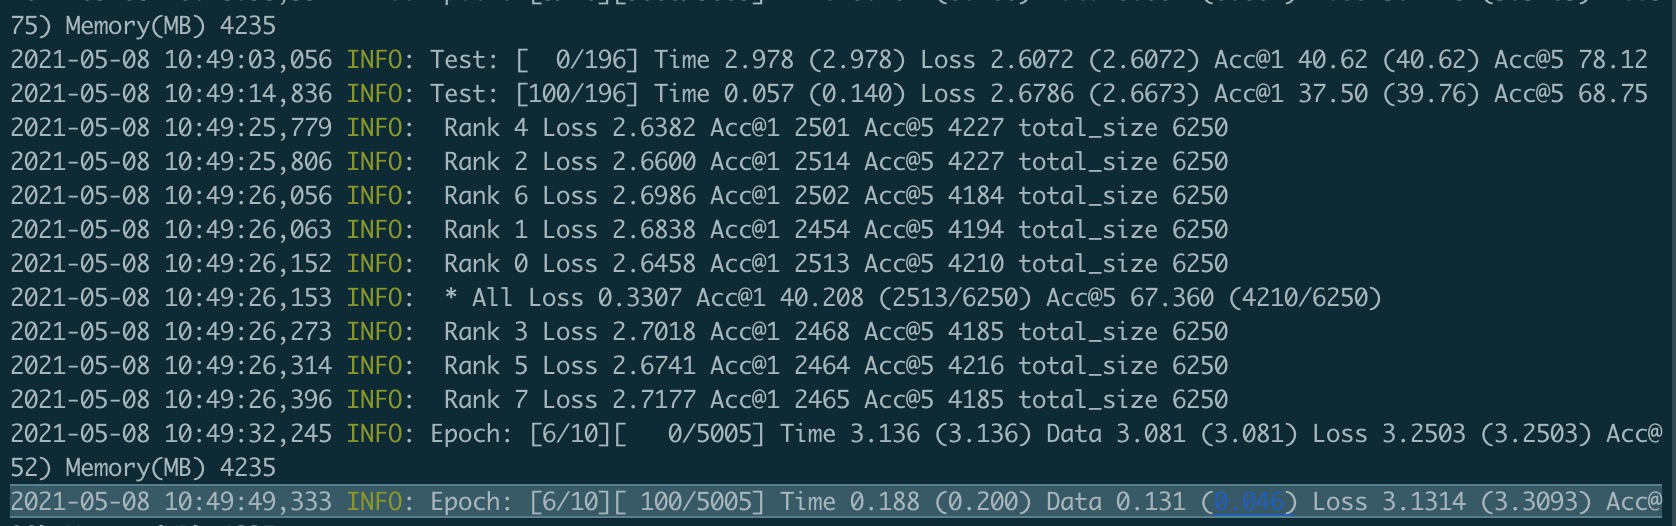 75) Memory(MB) 4235
2021-05-08 10:49:03,056 INFO: Test: [  0/196] Time 2.978 (2.978) Loss 2.6072 (2.6072) Acc@1 40.62 (40.62) Acc@5 78.12
2021-05-08 10:49:14,836 INFO: Test: [100/196] Time 0.057 (0.140) Loss 2.6786 (2.6673) Acc@1 37.50 (39.76) Acc@5 68.75
2021-05-08 10:49:25,779 INFO:  Rank 4 Loss 2.6382 Acc@1 2501 Acc@5 4227 total_size 6250
2021-05-08 10:49:25,806 INFO:  Rank 2 Loss 2.6600 Acc@1 2514 Acc@5 4227 total_size 6250
2021-05-08 10:49:26,056 INFO:  Rank 6 Loss 2.6986 Acc@1 2502 Acc@5 4184 total_size 6250
2021-05-08 10:49:26,063 INFO:  Rank 1 Loss 2.6838 Acc@1 2454 Acc@5 4194 total_size 6250
2021-05-08 10:49:26,152 INFO:  Rank 0 Loss 2.6458 Acc@1 2513 Acc@5 4210 total_size 6250
2021-05-08 10:49:26,153 INFO:  * All Loss 0.3307 Acc@1 40.208 (2513/6250) Acc@5 67.360 (4210/6250)
2021-05-08 10:49:26,273 INFO:  Rank 3 Loss 2.7018 Acc@1 2468 Acc@5 4185 total_size 6250
2021-05-08 10:49:26,314 INFO:  Rank 5 Loss 2.6741 Acc@1 2464 Acc@5 4216 total_size 6250
2021-05-08 10:49:26,396 INFO:  Rank 7 Loss 2.7177 Acc@1 2465 Acc@5 4185 total_size 6250
2021-05-08 10:49:32,245 INFO: Epoch: [6/10][   0/5005] Time 3.136 (3.136) Data 3.081 (3.081) Loss 3.2503 (3.2503) Acc@
52) Memory(MB) 4235
2021-05-08 10:49:49,333 INFO: Epoch: [6/10][ 100/5005] Time 0.188 (0.200) Data 0.131 (0.046) Loss 3.1314 (3.3093) Acc@